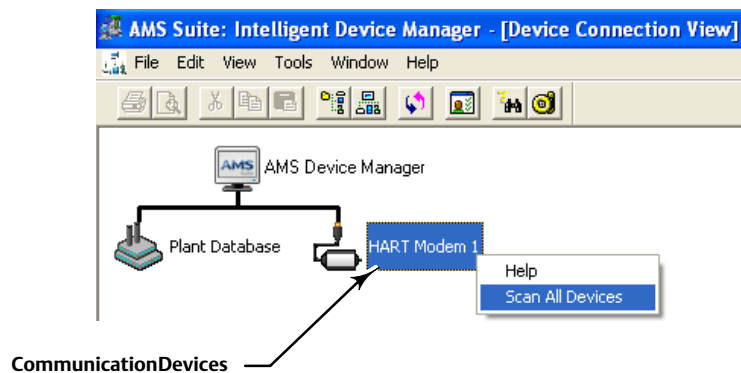 AMS Suite: Intelligent Device Manager - [Device Connection View]
File Edit View Tools Window Help
AMS AMS Device Manager
Plant Database
HART Modem 1
Help
Scan All Devices
CommunicationDevices